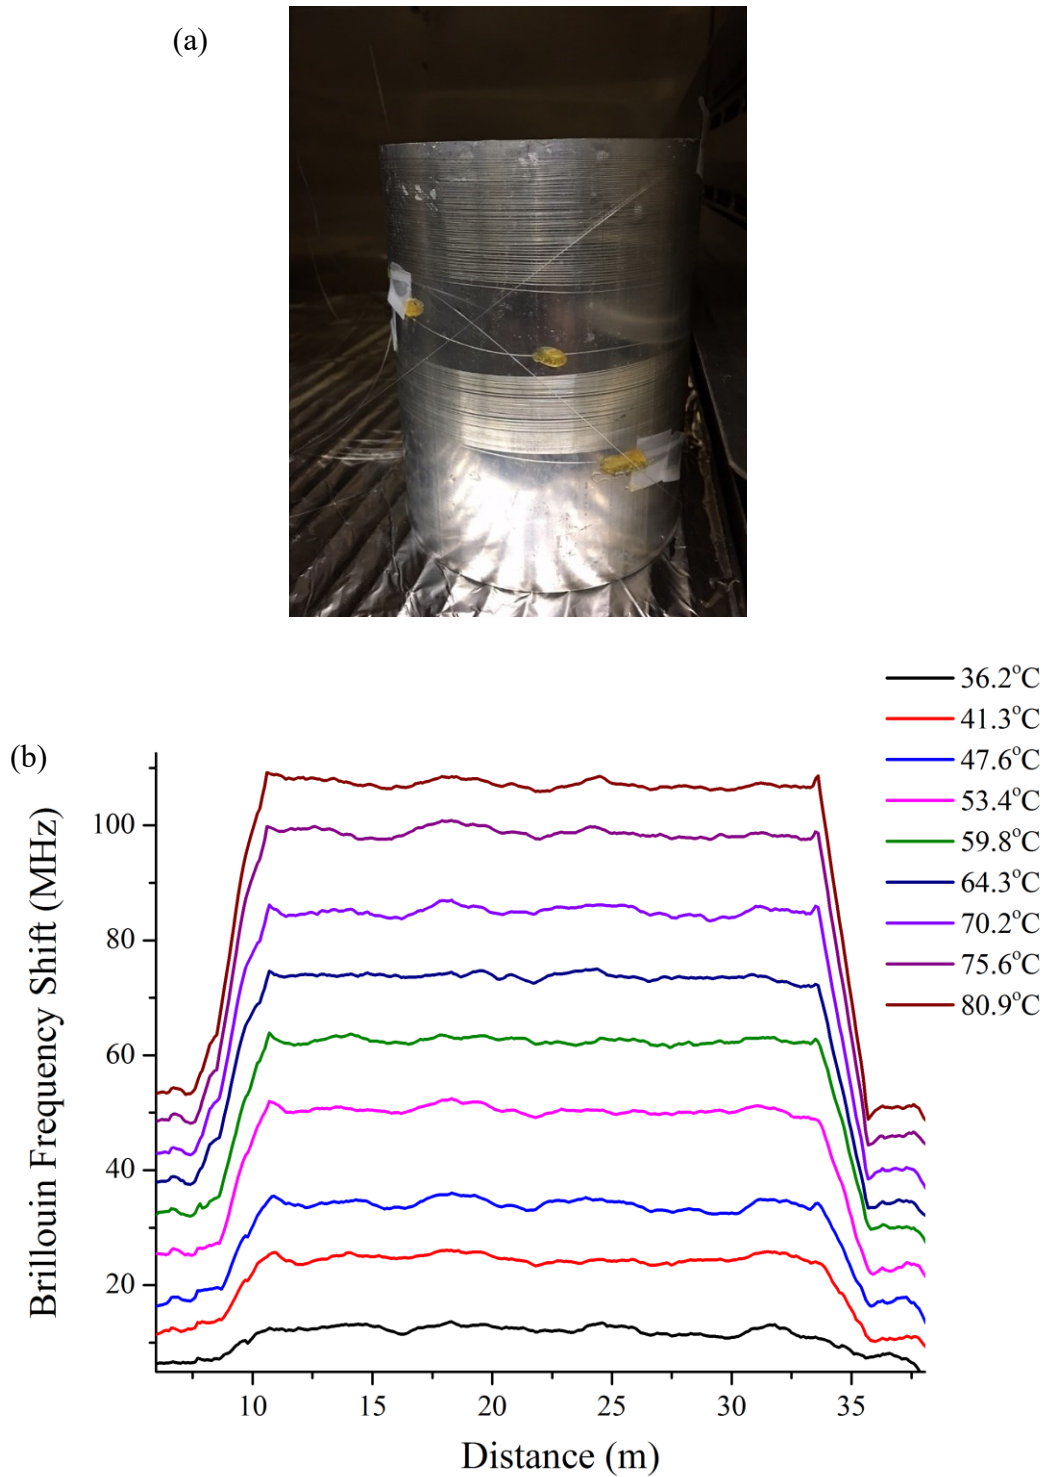 (a)
(b)
36.2°C
41.3°C
47.6°C
53.4°C
59.8°C
64.3°C
70.2°C
75.6°C
80.9°C
Brillouin Frequency Shift (MHz)
100
80
60
40
20
10 15 20 25 30 35
Distance (m)